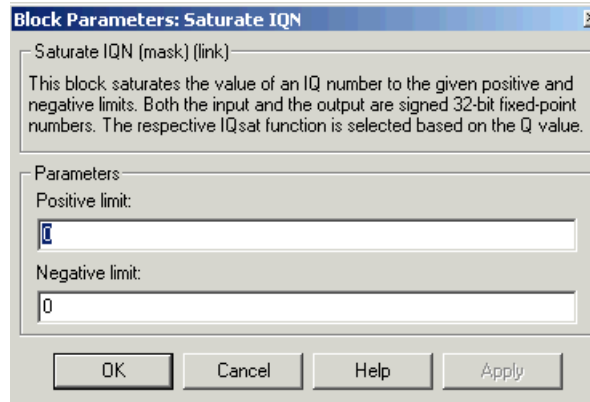 Block Parameters: Saturate IQN
Saturate IQN (mask) (link)
This block saturates the value of an IQ number to the given positive and
negative limits. Both the input and the output are signed 32-bit fixed-point
numbers. The respective IQsat function is selected based on the Q value.
Parameters
Positive limit:
0
Negative limit:
0
OK Cancel Help Apply